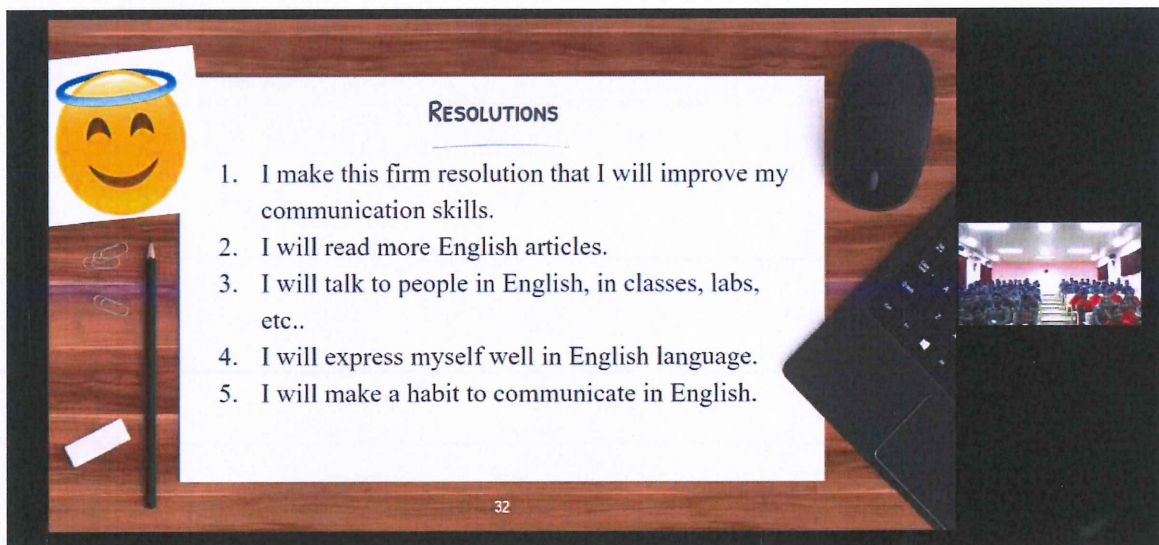 RESOLUTIONS
1. I make this firm resolution that I will improve my
communication skills.
2. I will read more English articles.
3. I will talk to people in English, in classes, labs,
etc..
4. I will express myself well in English language.
5. I will make a habit to communicate in English.
32